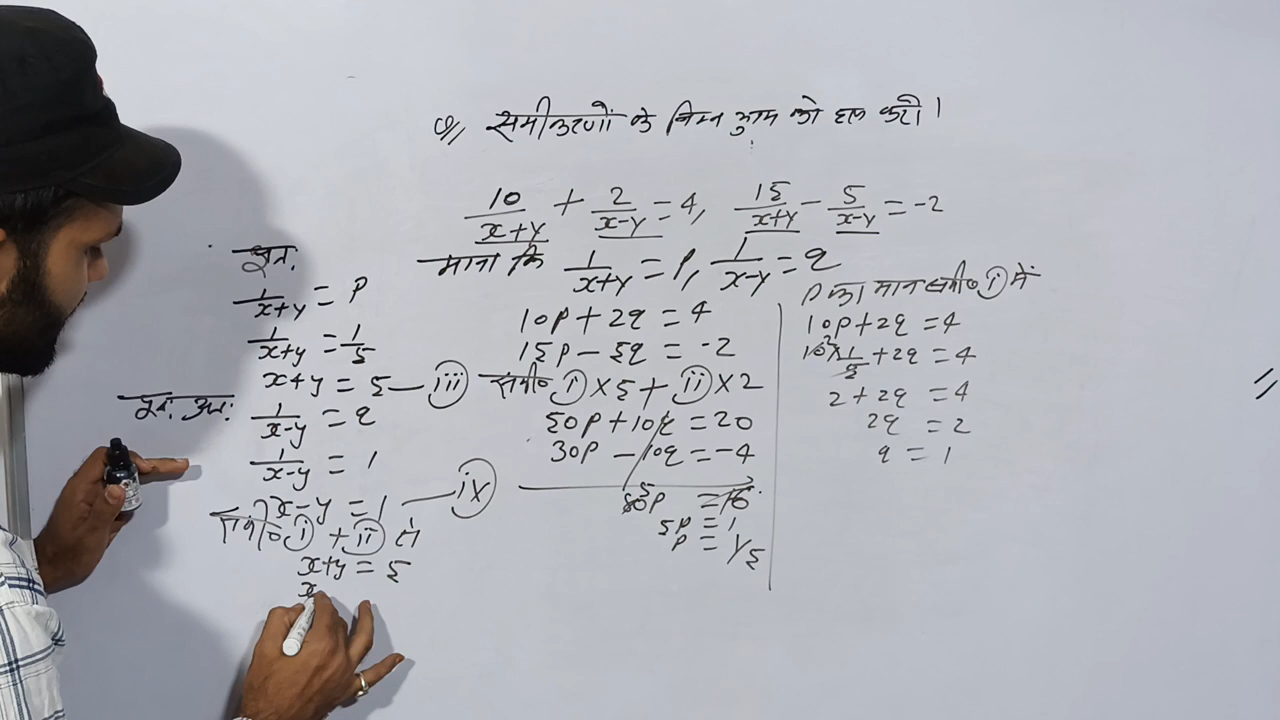 Q// समीकरणों के निम्न युग्म को हल करो।
10/x+y + 2/x-y = 4, 15/x+y - 5/x-y = -2
माना कि 1/x+y = P, 1/x-y = q
10P + 2q = 4
15P - 5q = -2
समी० (i) × 5 + (ii) × 2
50P + 10q = 20
30P - 10q = -4
80P = 16
5P = 1
P = 1/5
P का मान समी० (i) में
10P + 2q = 4
10 × 1/5 + 2q = 4
2 + 2q = 4
2q = 2
q = 1
अतः
1/x+y = P
1/x+y = 1/5
x+y = 5 — (iii)
पुनः अतः
1/x-y = q
1/x-y = 1
x-y = 1 — (ix)
समी० (i) + (ii) से
x+y = 5
x